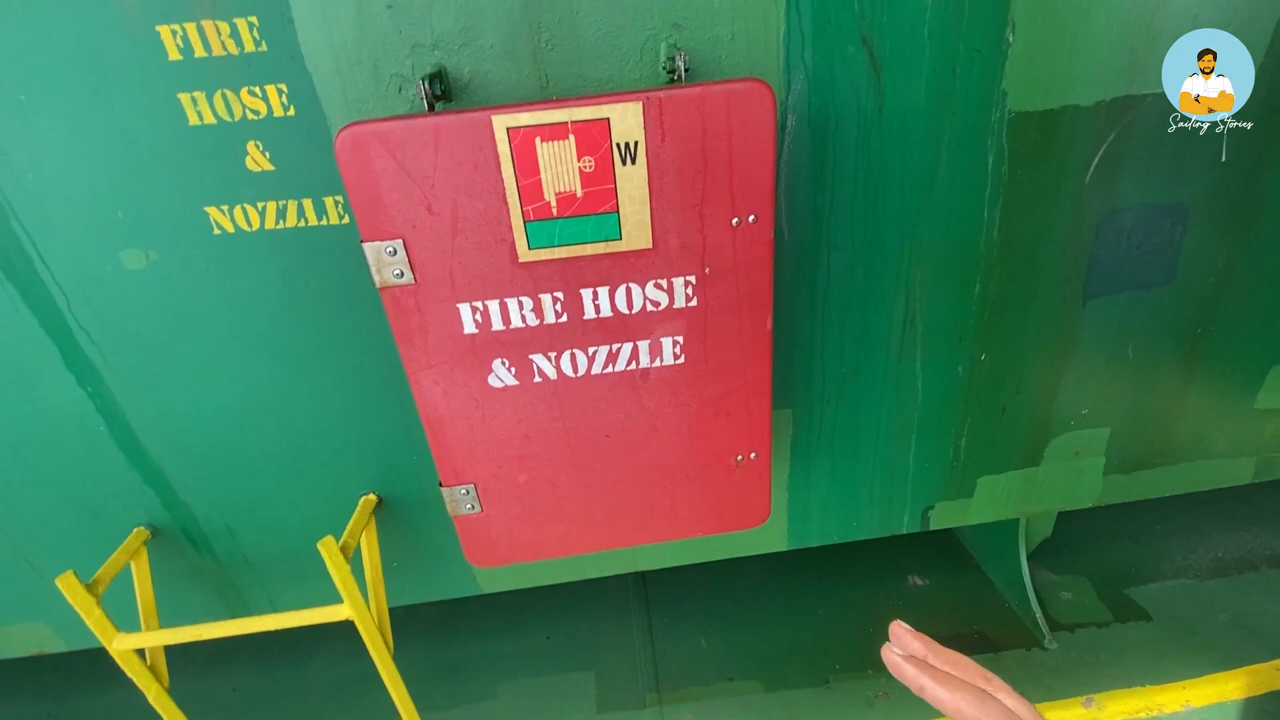 FIRE
HOSE
&
NOZZLE
W
FIRE HOSE
& NOZZLE
Sailing Stories